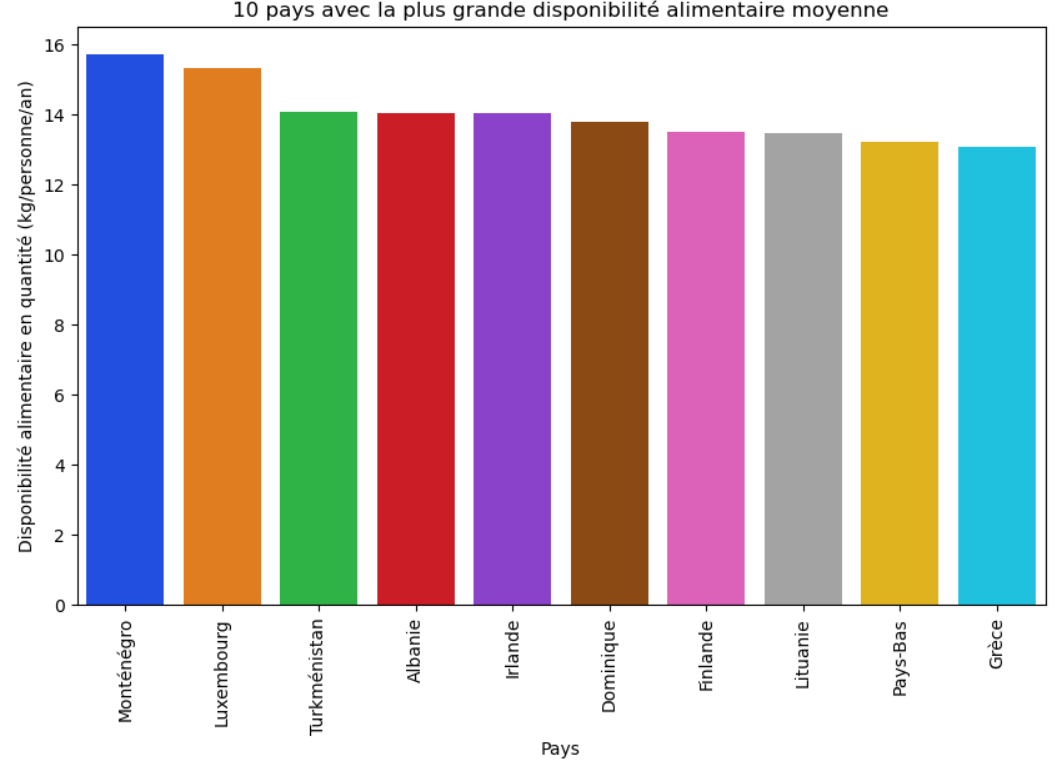 10 pays avec la plus grande disponibilité alimentaire moyenne
Disponibilité alimentaire en quantité (kg/personne/an)
16
14
12
10
8
6
4
2
0
Monténégro
Luxembourg
Turkménistan
Albanie
Irlande
Dominique
Finlande
Lituanie
Pays-Bas
Grèce
Pays